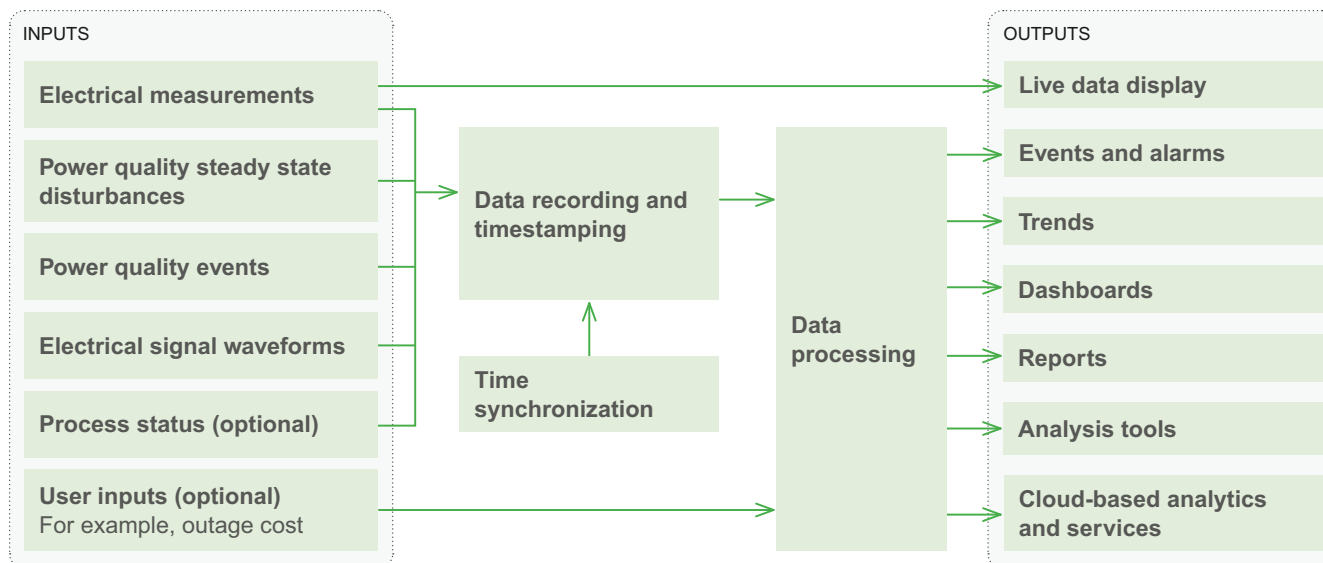 INPUTS
Electrical measurements
Power quality steady state
disturbances
Power quality events
Electrical signal waveforms
Process status (optional)
User inputs (optional)
For example, outage cost
Data recording and
timestamping
Time
synchronization
Data
processing
OUTPUTS
Live data display
Events and alarms
Trends
Dashboards
Reports
Analysis tools
Cloud-based analytics
and services